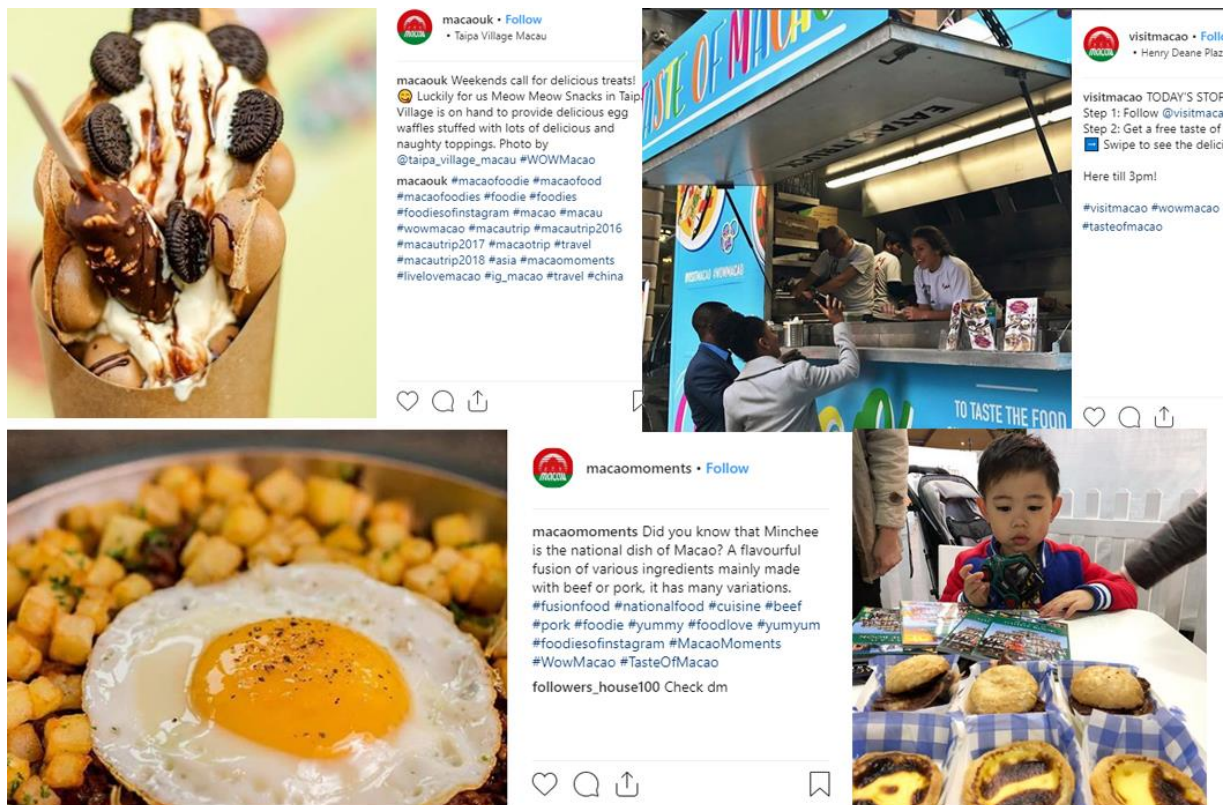 macaouk • Follow
• Taipa Village Macau
macaouk Weekends call for delicious treats!
😋 Luckily for us Meow Meow Snacks in Taipa
Village is on hand to provide delicious egg
waffles stuffed with lots of delicious and
naughty toppings. Photo by
@taipa_village_macau #WOWMacao
macaouk #macaofoodie #macaofood
#macaofoodies #foodie #foodies
#foodiesofinstagram #macao #macau
#wowmacao #macautrip #macautrip2016
#macautrip2017 #macaotrip #travel
#macautrip2018 #asia #macaomoments
#livelovemacao #ig_macao #travel #china
TASTE OF MACAO
EATAWAYTRUCK
#VISITMACAO #WOWMACAO
TO TASTE THE FOOD
visitmacao • Follo
• Henry Deane Plaz
visitmacao TODAY'S STOP
Step 1: Follow @visitmaca
Step 2: Get a free taste of
➡ Swipe to see the delici
Here till 3pm!
#visitmacao #wowmacao
#tasteofmacao
macaomoments • Follow
macaomoments Did you know that Minchee
is the national dish of Macao? A flavourful
fusion of various ingredients mainly made
with beef or pork, it has many variations.
#fusionfood #nationalfood #cuisine #beef
#pork #foodie #yummy #foodlove #yumyum
#foodiesofinstagram #MacaoMoments
#WowMacao #TasteOfMacao
followers_house100 Check dm